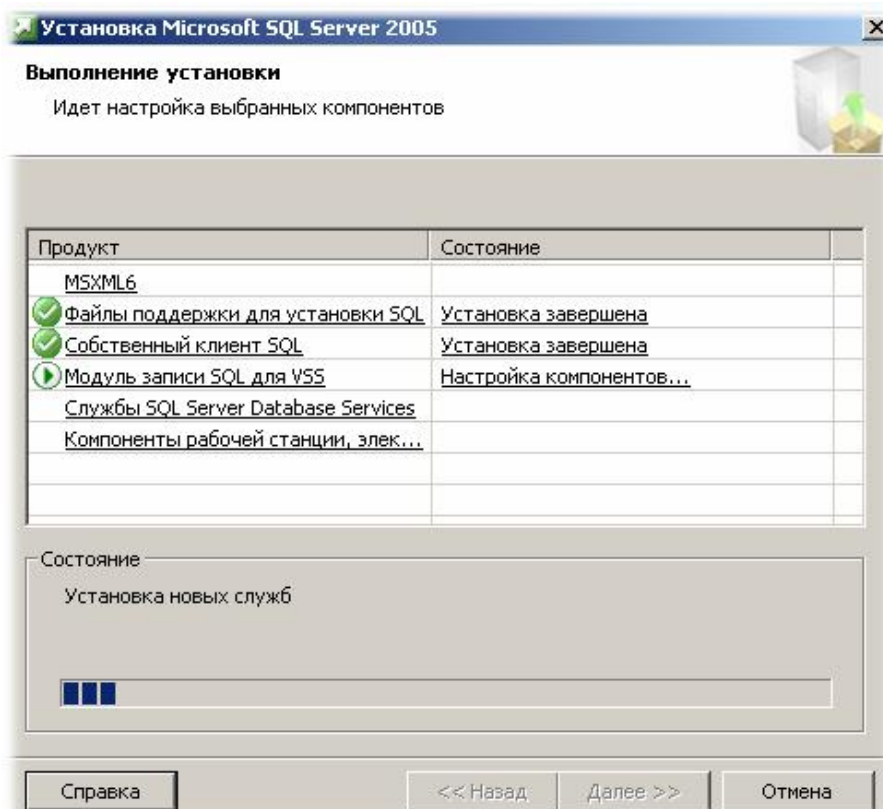 Установка Microsoft SQL Server 2005
Выполнение установки
Идет настройка выбранных компонентов
Продукт Состояние
MSXML6
Файлы поддержки для установки SQL Установка завершена
Собственный клиент SQL Установка завершена
Модуль записи SQL для VSS Настройка компонентов...
Службы SQL Server Database Services
Компоненты рабочей станции, элек...
Состояние
Установка новых служб
Справка << Назад Далее >> Отмена